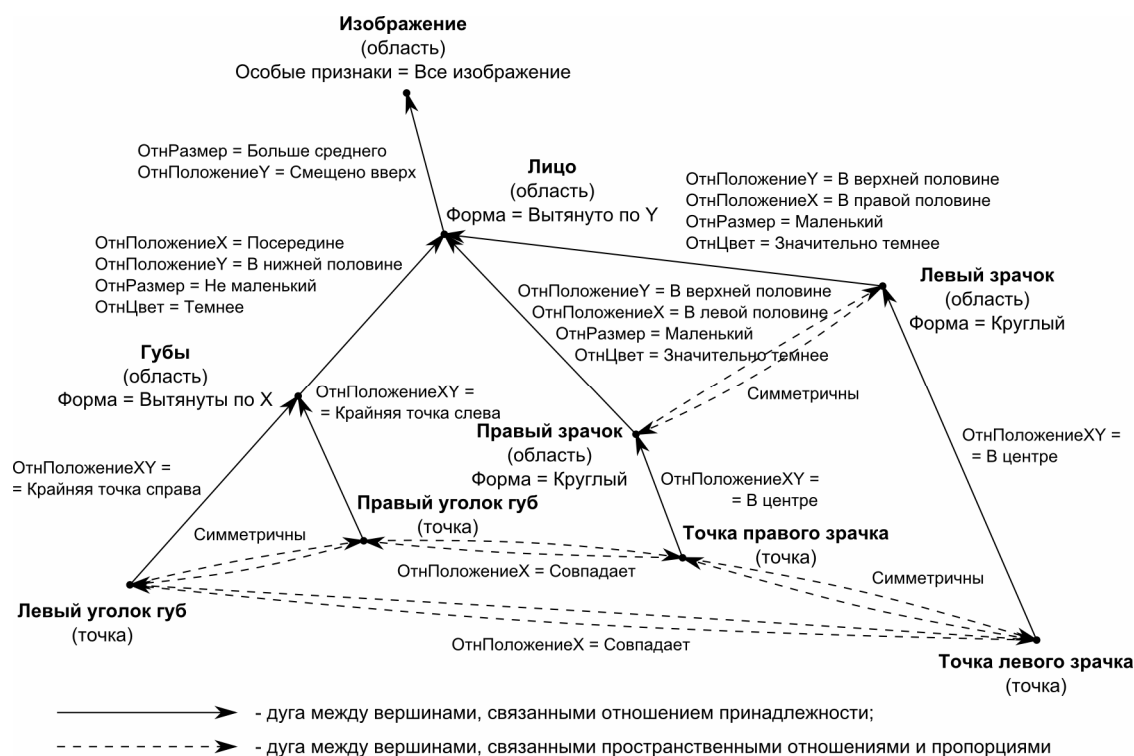 Изображение
(область)
Особые признаки = Все изображение
ОтнРазмер = Больше среднего
ОтнПоложениеY = Смещено вверх
Лицо
(область)
Форма = Вытянуто по Y
ОтнПоложениеY = В верхней половине
ОтнПоложениеX = В правой половине
ОтнРазмер = Маленький
ОтнЦвет = Значительно темнее
ОтнПоложениеX = Посередине
ОтнПоложениеY = В нижней половине
ОтнРазмер = Не маленький
ОтнЦвет = Темнее
Левый зрачок
(область)
Форма = Круглый
ОтнПоложениеY = В верхней половине
ОтнПоложениеX = В левой половине
ОтнРазмер = Маленький
ОтнЦвет = Значительно темнее
Губы
(область)
Форма = Вытянуты по X
ОтнПоложениеXY =
= Крайняя точка слева
Симметричны
Правый зрачок
(область)
Форма = Круглый
ОтнПоложениеXY =
= В центре
ОтнПоложениеXY =
= Крайняя точка справа
ОтнПоложениеXY =
= В центре
Правый уголок губ
(точка)
Симметричны
Точка правого зрачка
(точка)
ОтнПоложениеX = Совпадает
Симметричны
Левый уголок губ
(точка)
ОтнПоложениеX = Совпадает
Точка левого зрачка
(точка)
- дуга между вершинами, связанными отношением принадлежности;
- дуга между вершинами, связанными пространственными отношениями и пропорциями